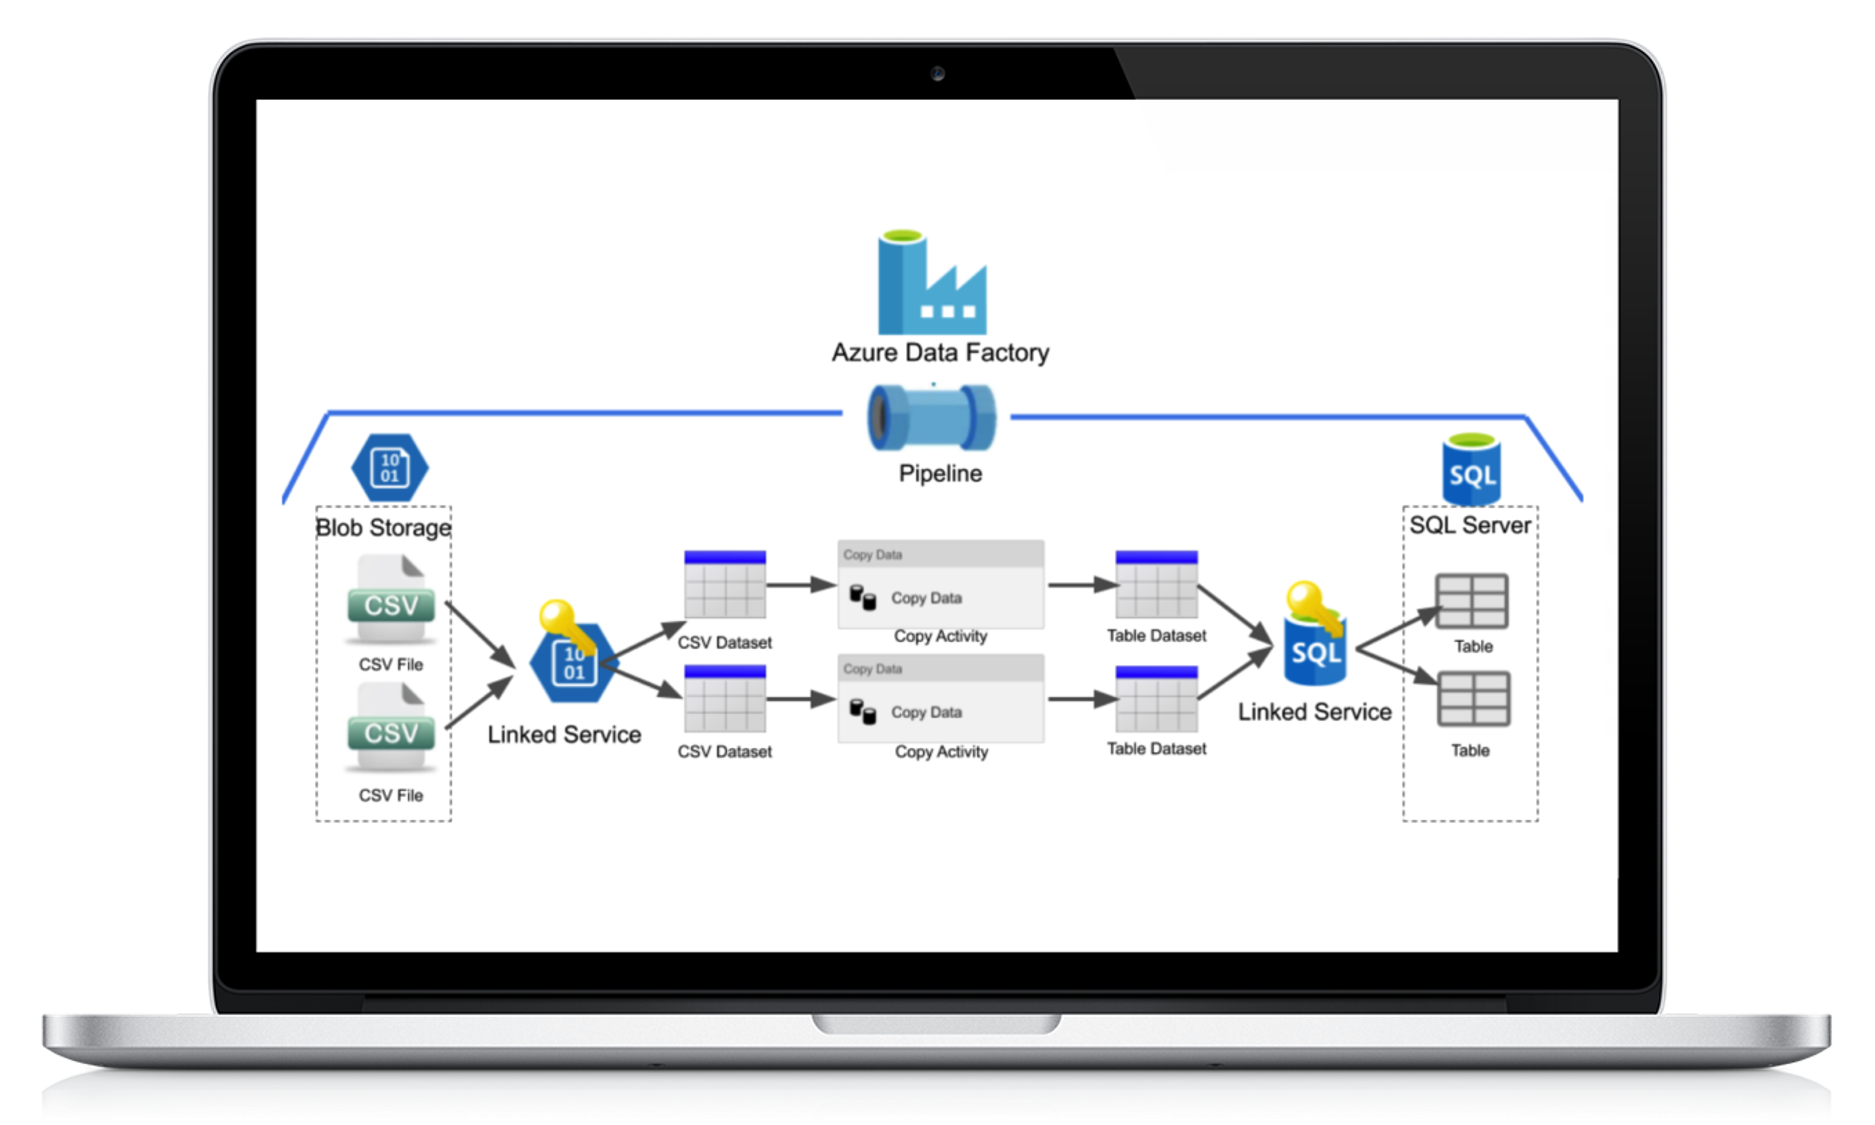 Azure Data Factory
Pipeline
10
01
Blob Storage
CSV
CSV File
CSV
CSV File
10
01
Linked Service
CSV Dataset
CSV Dataset
Copy Data
Copy Data
Copy Activity
Copy Data
Copy Data
Copy Activity
Table Dataset
Table Dataset
SQL
Linked Service
SQL
SQL Server
Table
Table